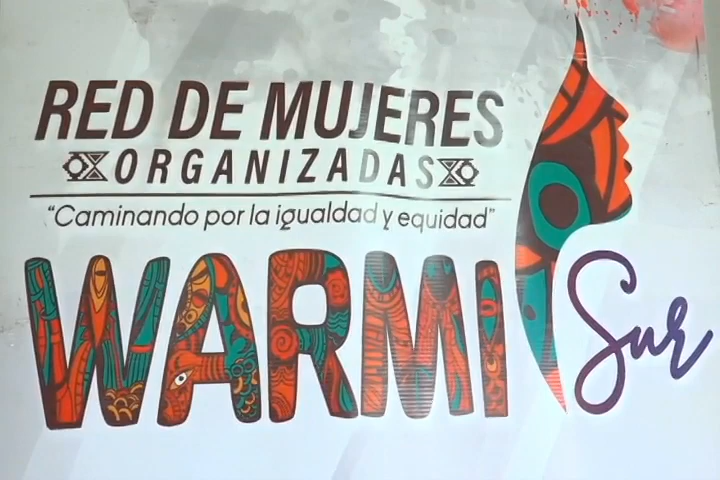 RED DE MUJERES
ORGANIZADAS
“Caminando por la igualdad y equidad”
WARMI Sur